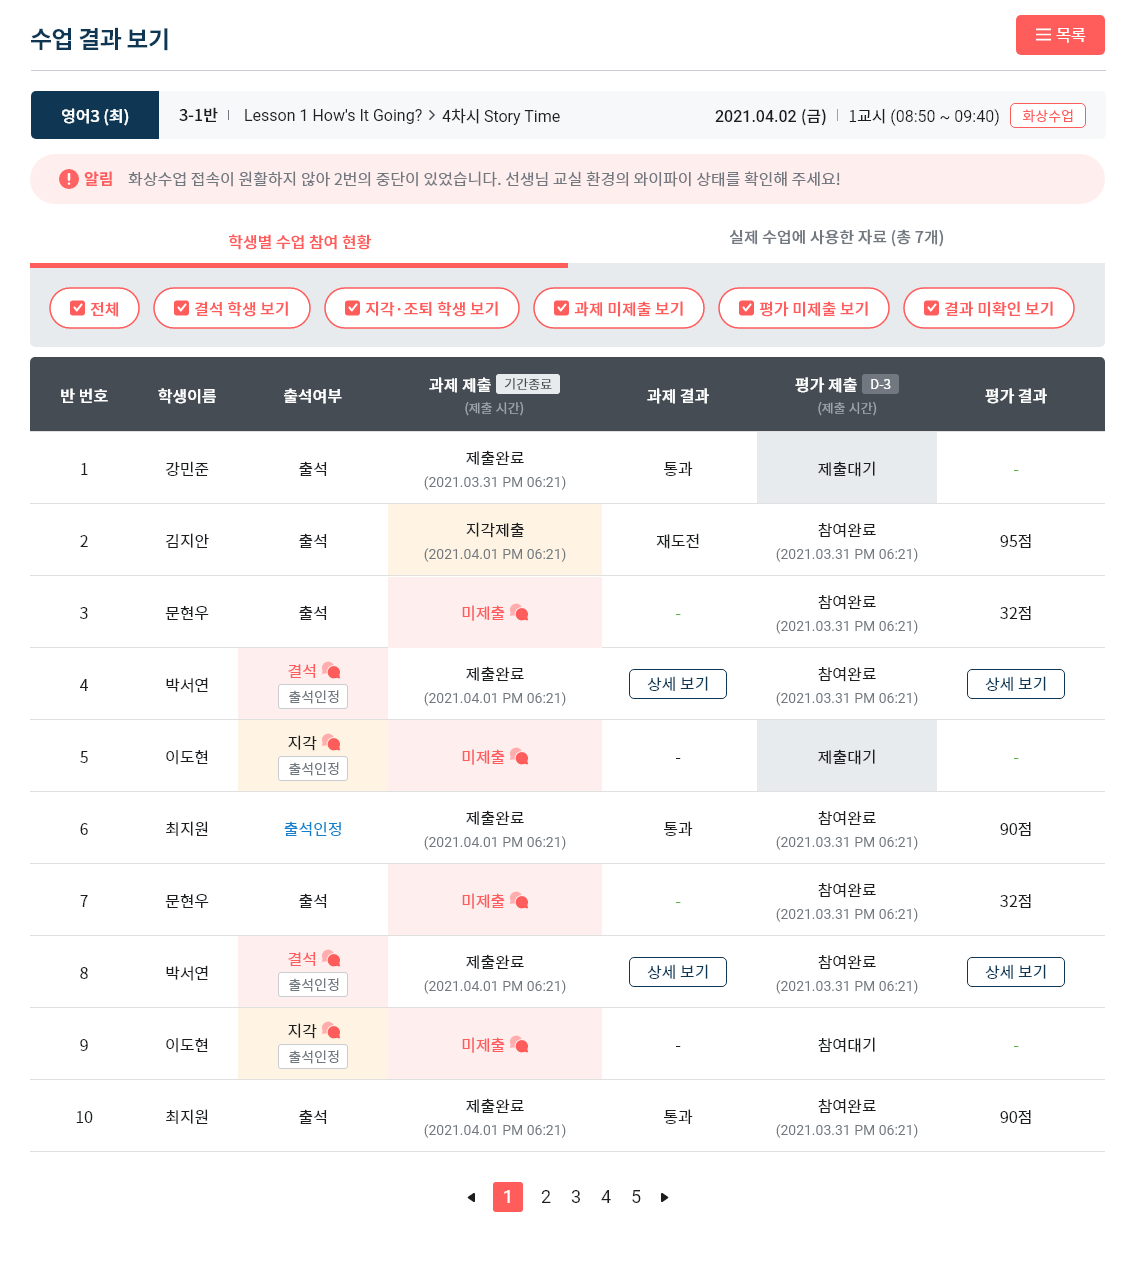 수업 결과 보기
목록
영어3 (최) 3-1반 Lesson 1 How's It Going? > 4차시 Story Time 2021.04.02 (금) 1교시 (08:50 ~ 09:40) 화상수업
알림 화상수업 접속이 원활하지 않아 2번의 중단이 있었습니다. 선생님 교실 환경의 와이파이 상태를 확인해 주세요!
학생별 수업 참여 현황 실제 수업에 사용한 자료 (총 7개)
전체 결석 학생 보기 지각·조퇴 학생 보기 과제 미제출 보기 평가 미제출 보기 결과 미확인 보기
반 번호 학생이름 출석여부 과제 제출 기간종료 과제 결과 평가 제출 D-3 평가 결과
(제출 시간) (제출 시간)
1 강민준 출석 제출완료 통과 제출대기 -
(2021.03.31 PM 06:21)
2 김지안 출석 지각제출 재도전 참여완료 95점
(2021.04.01 PM 06:21) (2021.03.31 PM 06:21)
3 문현우 출석 미제출 - 참여완료 32점
(2021.03.31 PM 06:21)
4 박서연 결석 제출완료 상세 보기 참여완료 상세 보기
출석인정 (2021.04.01 PM 06:21) (2021.03.31 PM 06:21)
5 이도현 지각 미제출 - 제출대기 -
출석인정
6 최지원 출석인정 제출완료 통과 참여완료 90점
(2021.04.01 PM 06:21) (2021.03.31 PM 06:21)
7 문현우 출석 미제출 - 참여완료 32점
(2021.03.31 PM 06:21)
8 박서연 결석 제출완료 상세 보기 참여완료 상세 보기
출석인정 (2021.04.01 PM 06:21) (2021.03.31 PM 06:21)
9 이도현 지각 미제출 - 참여대기 -
출석인정
10 최지원 출석 제출완료 통과 참여완료 90점
(2021.04.01 PM 06:21) (2021.03.31 PM 06:21)
1 2 3 4 5